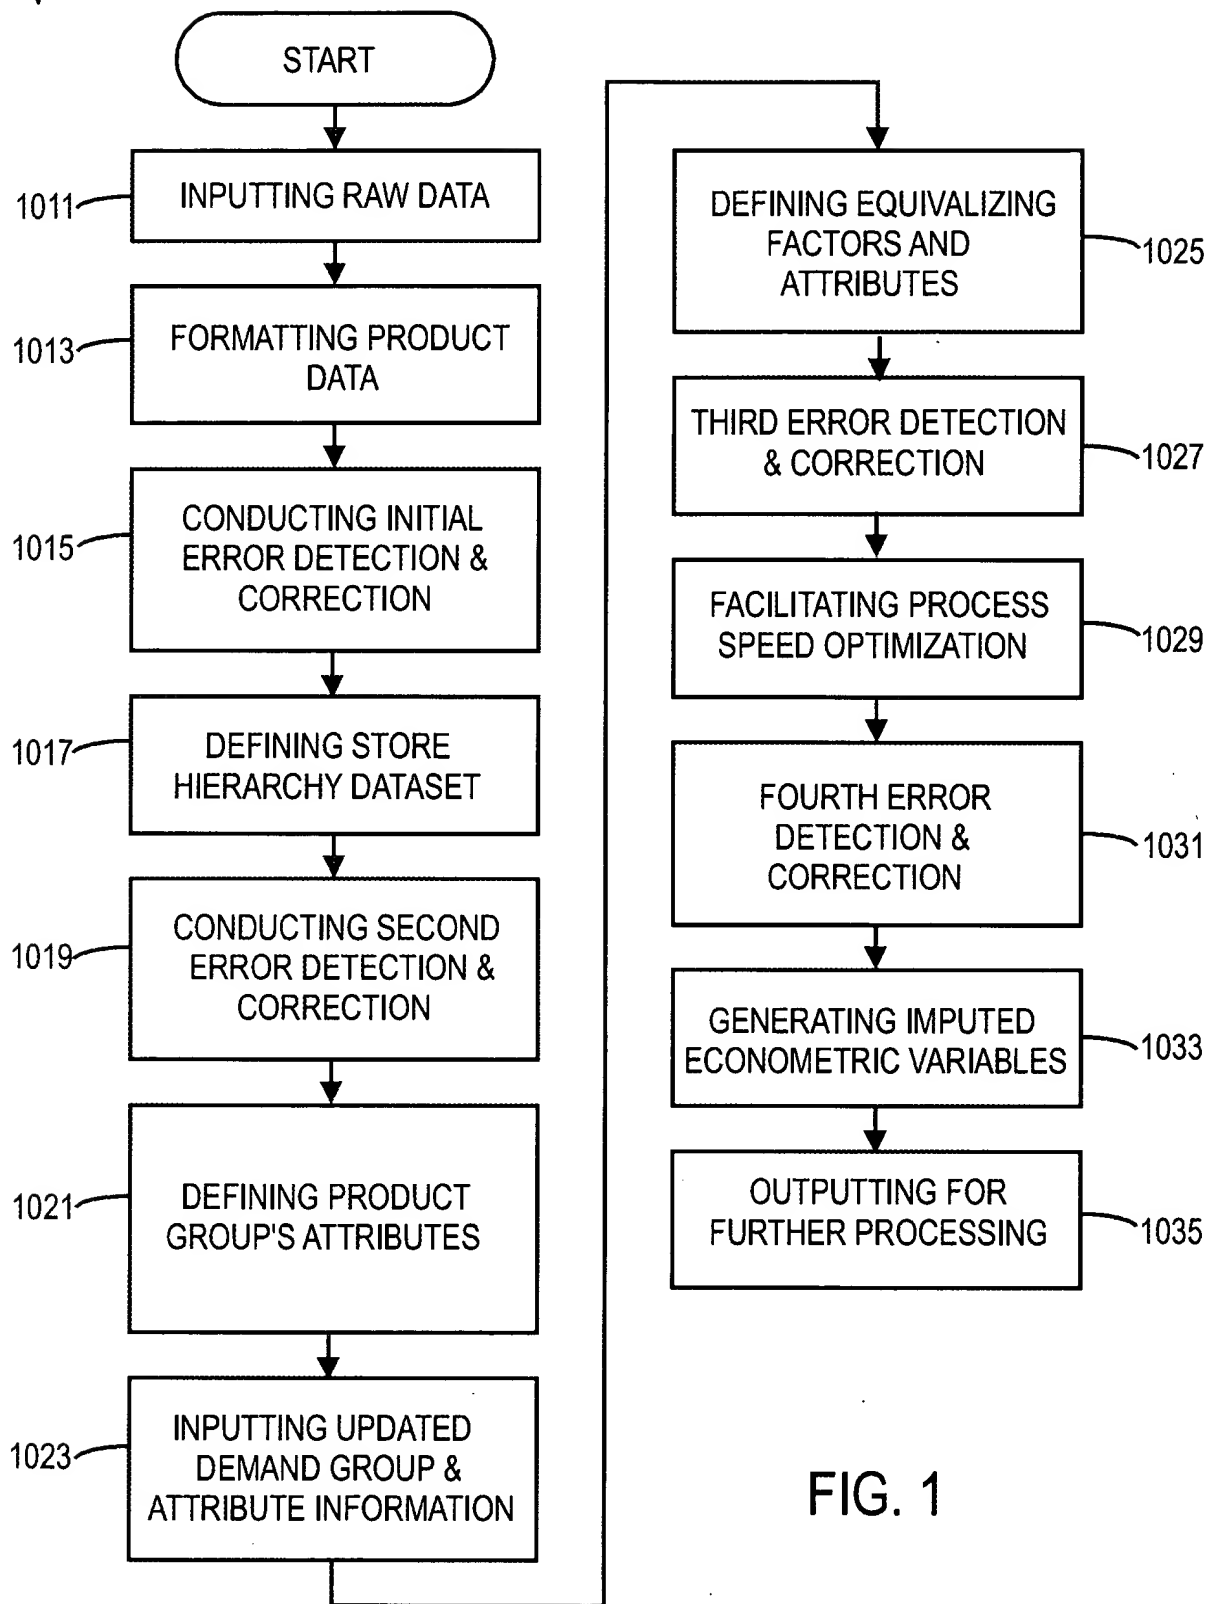 START
1011
INPUTTING RAW DATA
1013
FORMATTING PRODUCT
DATA
1015
CONDUCTING INITIAL
ERROR DETECTION &
CORRECTION
1017
DEFINING STORE
HIERARCHY DATASET
1019
CONDUCTING SECOND
ERROR DETECTION &
CORRECTION
1021
DEFINING PRODUCT
GROUP'S ATTRIBUTES
1023
INPUTTING UPDATED
DEMAND GROUP &
ATTRIBUTE INFORMATION
DEFINING EQUIVALIZING
FACTORS AND
ATTRIBUTES
1025
THIRD ERROR DETECTION
& CORRECTION
1027
FACILITATING PROCESS
SPEED OPTIMIZATION
1029
FOURTH ERROR
DETECTION &
CORRECTION
1031
GENERATING IMPUTED
ECONOMETRIC VARIABLES
1033
OUTPUTTING FOR
FURTHER PROCESSING
1035
FIG. 1